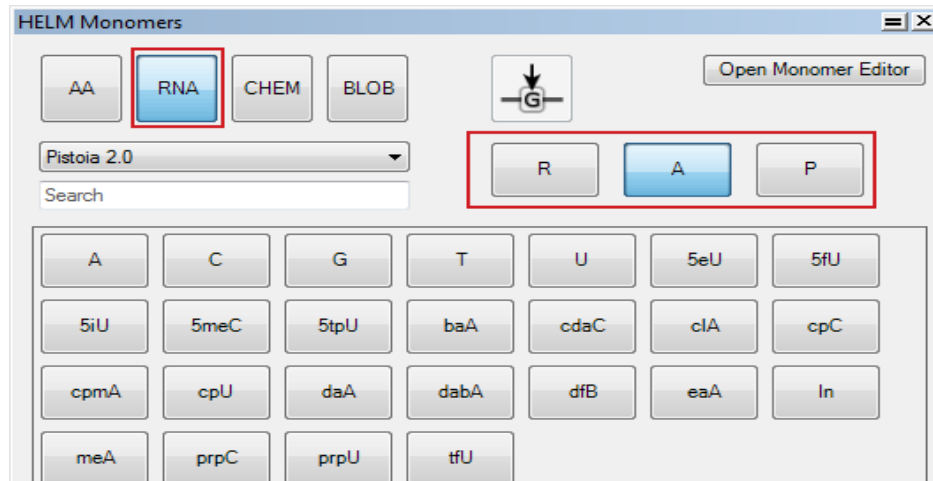 HELM Monomers
AA RNA CHEM BLOB G Open Monomer Editor
Pistoia 2.0 R A P
Search
A C G T U 5eU 5fU
5iU 5meC 5tpU baA cdaC clA cpC
cpmA cpU daA dabA dfB eaA In
meA prpC prpU tfU